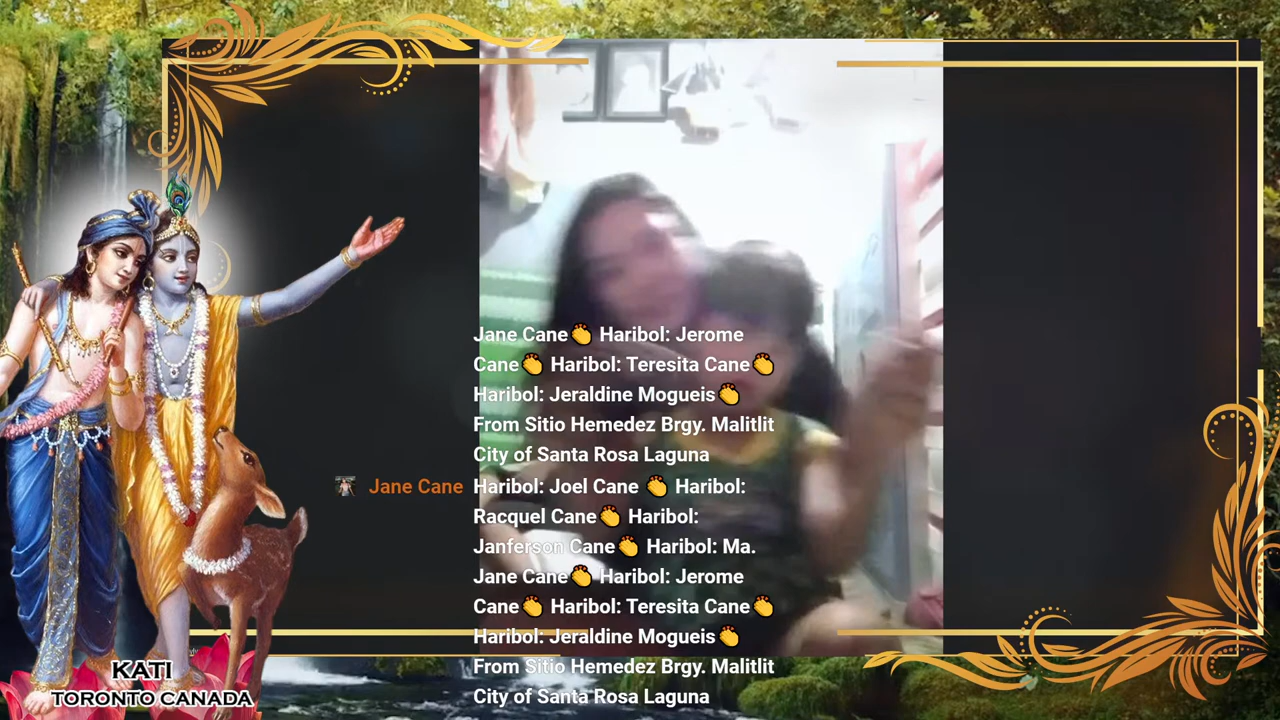 Jane Cane👏 Haribol: Jerome
Cane👏 Haribol: Teresita Cane👏
Haribol: Jeraldine Mogueis👏
From Sitio Hemedez Brgy. Malitlit
City of Santa Rosa Laguna
Jane Cane Haribol: Joel Cane 👏 Haribol:
Racquel Cane👏 Haribol:
Janferson Cane👏 Haribol: Ma.
Jane Cane👏 Haribol: Jerome
Cane👏 Haribol: Teresita Cane👏
Haribol: Jeraldine Mogueis👏
From Sitio Hemedez Brgy. Malitlit
City of Santa Rosa Laguna
KATI
TORONTO CANADA